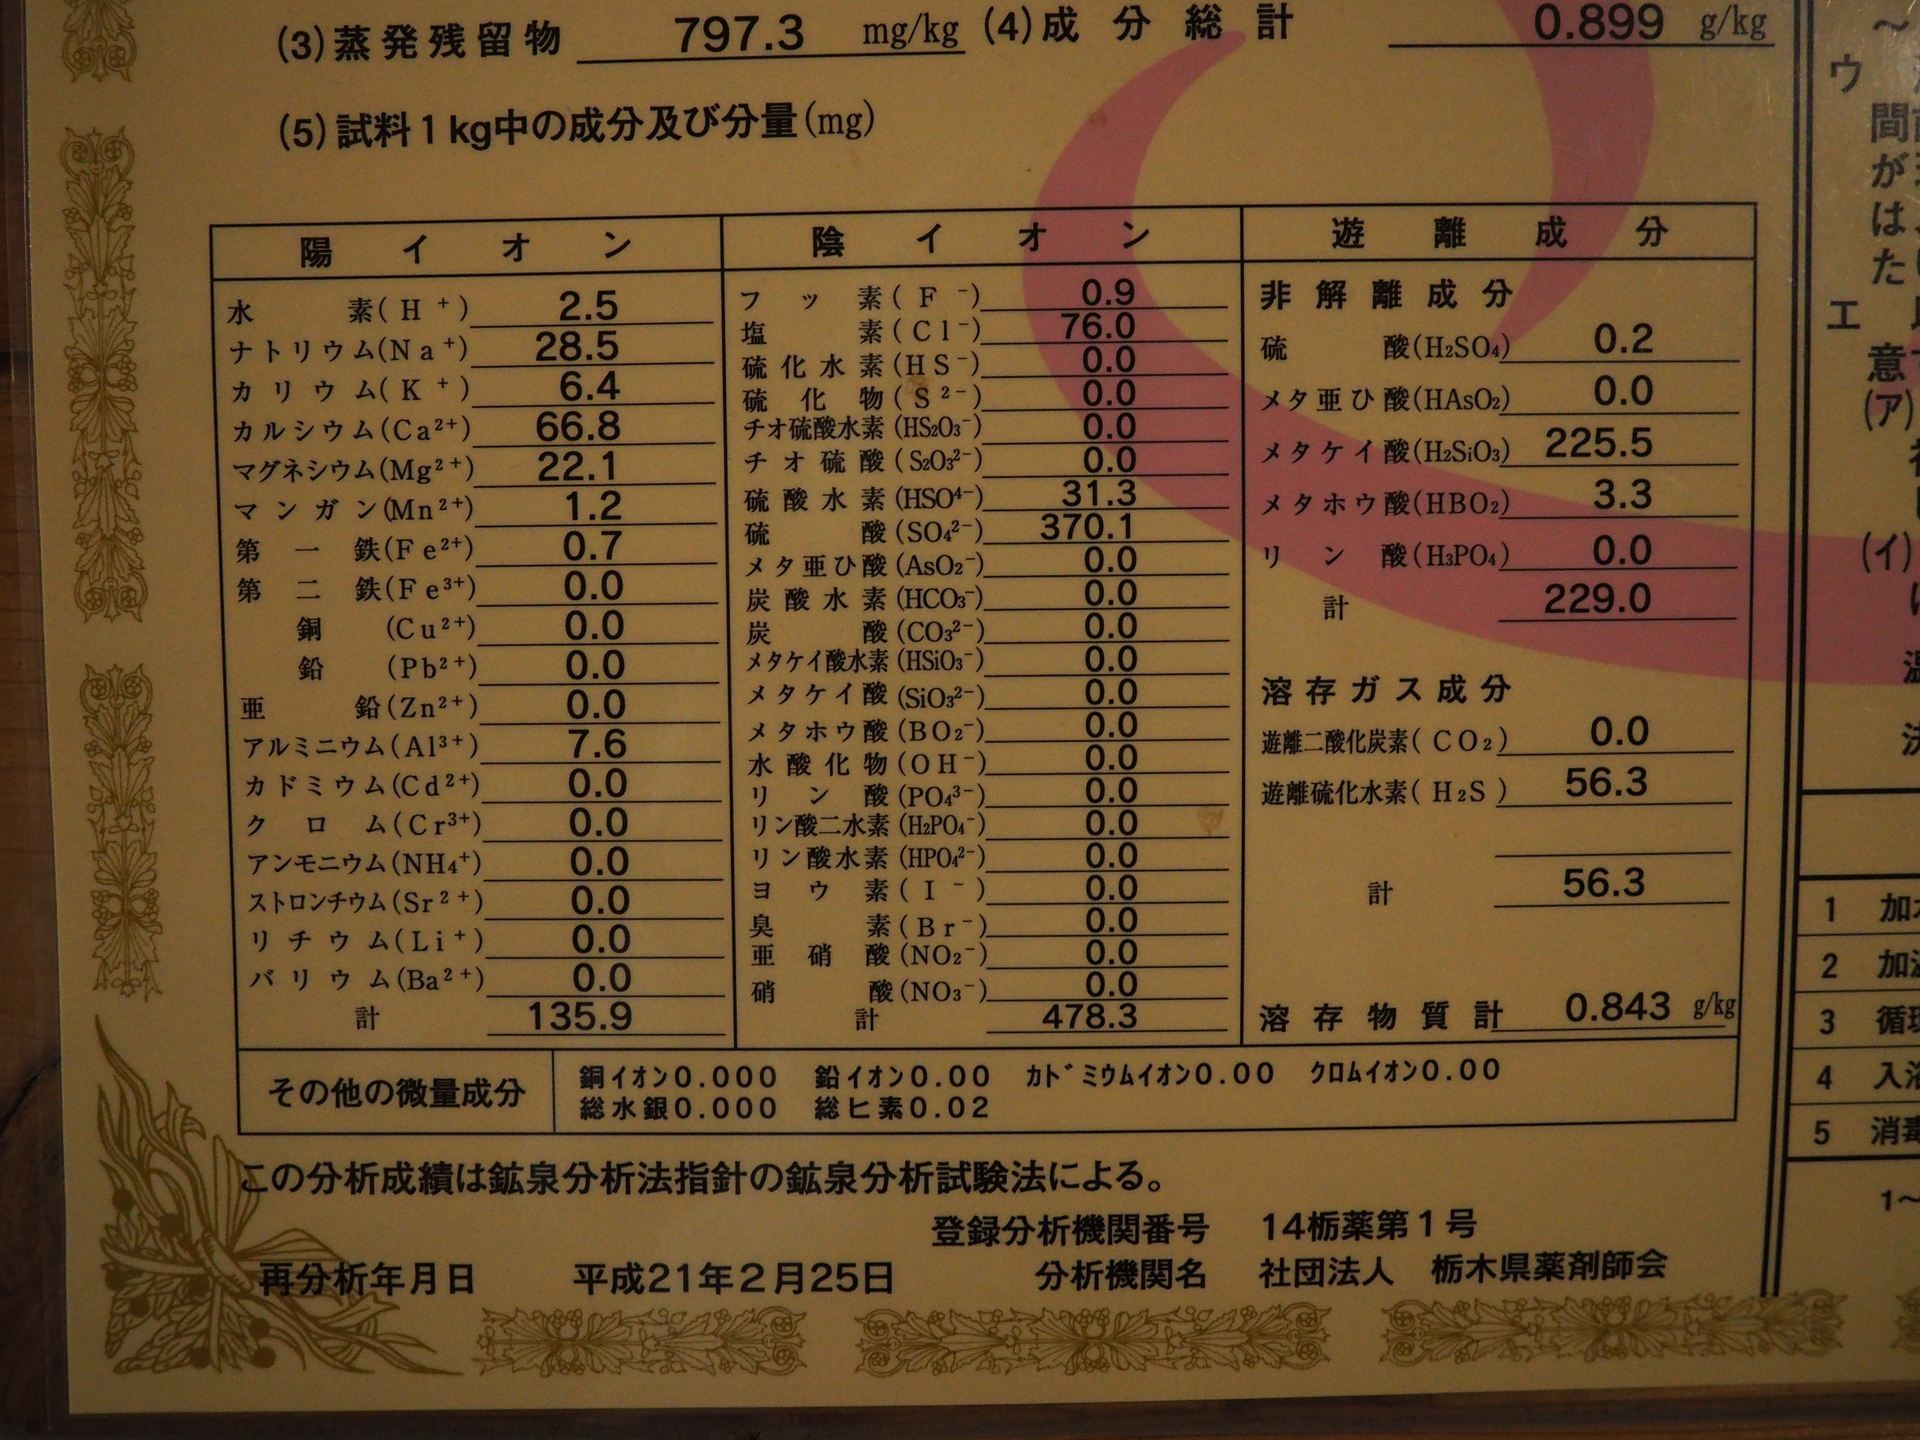 (3)蒸発残留物 797.3 mg/kg (4)成分総計 0.899 g/kg
(5)試料1kg中の成分及び分量(mg)
陽イオン
水素(H⁺) 2.5
ナトリウム(Na⁺) 28.5
カリウム(K⁺) 6.4
カルシウム(Ca²⁺) 66.8
マグネシウム(Mg²⁺) 22.1
マンガン(Mn²⁺) 1.2
第一鉄(Fe²⁺) 0.7
第二鉄(Fe³⁺) 0.0
銅(Cu²⁺) 0.0
鉛(Pb²⁺) 0.0
亜鉛(Zn²⁺) 0.0
アルミニウム(Al³⁺) 7.6
カドミウム(Cd²⁺) 0.0
クロム(Cr³⁺) 0.0
アンモニウム(NH₄⁺) 0.0
ストロンチウム(Sr²⁺) 0.0
リチウム(Li⁺) 0.0
バリウム(Ba²⁺) 0.0
計 135.9
陰イオン
フッ素(F⁻) 0.9
塩素(Cl⁻) 76.0
硫化水素(HS⁻) 0.0
硫化物(S²⁻) 0.0
チオ硫酸水素(HS₂O₃⁻) 0.0
チオ硫酸(S₂O₃²⁻) 0.0
硫酸水素(HSO⁴⁻) 31.3
硫酸(SO₄²⁻) 370.1
メタ亜ひ酸(AsO₂⁻) 0.0
炭酸水素(HCO₃⁻) 0.0
炭酸(CO₃²⁻) 0.0
メタケイ酸水素(HSiO₃⁻) 0.0
メタケイ酸(SiO₃²⁻) 0.0
メタホウ酸(BO₂⁻) 0.0
水酸化物(OH⁻) 0.0
リン酸(PO₄³⁻) 0.0
リン酸二水素(H₂PO₄⁻) 0.0
リン酸水素(HPO₄²⁻) 0.0
ヨウ素(I⁻) 0.0
臭素(Br⁻) 0.0
亜硝酸(NO₂⁻) 0.0
硝酸(NO₃⁻) 0.0
計 478.3
遊離成分
非解離成分
硫酸(H₂SO₄) 0.2
メタ亜ひ酸(HAsO₂) 0.0
メタケイ酸(H₂SiO₃) 225.5
メタホウ酸(HBO₂) 3.3
リン酸(H₃PO₄) 0.0
計 229.0
溶存ガス成分
遊離二酸化炭素(CO₂) 0.0
遊離硫化水素(H₂S) 56.3
計 56.3
溶存物質計 0.843 g/kg
その他の微量成分
銅イオン0.000 鉛イオン0.00 カドミウムイオン0.00 クロムイオン0.00
総水銀0.000 総ヒ素0.02
この分析成績は鉱泉分析法指針の鉱泉分析試験法による。
登録分析機関番号 14栃薬第1号
再分析年月日 平成21年2月25日 分析機関名 社団法人 栃木県薬剤師会
～
ウ
間
が
は
た
エ
意
(ア)
(イ)
1 加
2 加
3 循
4 入
5 消
1～